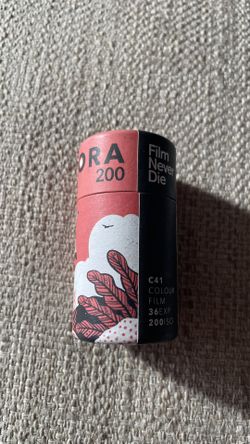 ORA
200
Film
Never
Die
C41
COLOUR
FILM
36EXP
200ISO